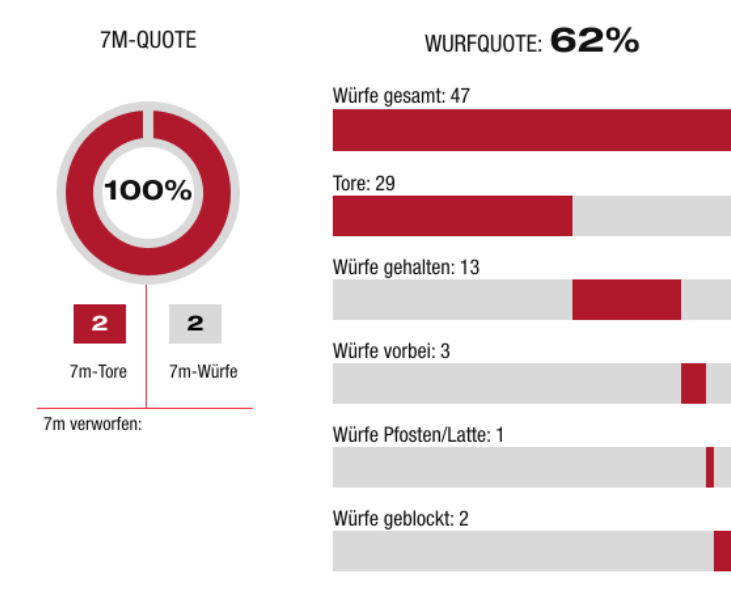 7M-QUOTE
100%
2
2
7m-Tore
7m-Würfe
7m verworfen:
WURFQUOTE: 62%
Würfe gesamt: 47
Tore: 29
Würfe gehalten: 13
Würfe vorbei: 3
Würfe Pfosten/Latte: 1
Würfe geblockt: 2